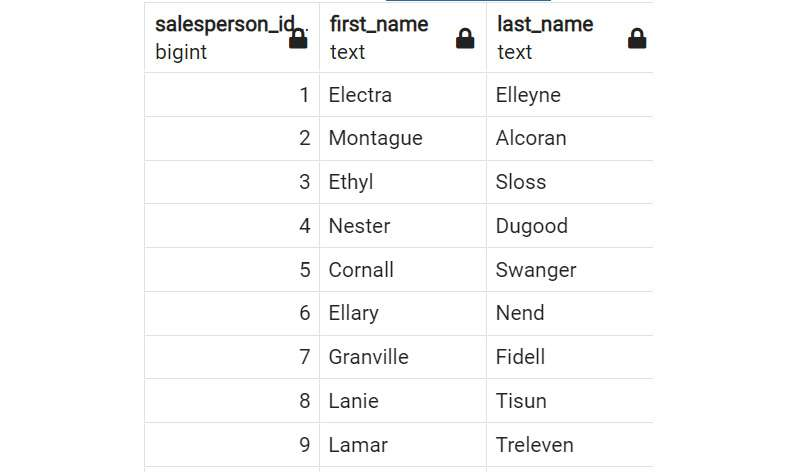 salesperson_id.. first_name last_name
bigint text text
1 Electra Elleyne
2 Montague Alcoran
3 Ethyl Sloss
4 Nester Dugood
5 Cornall Swanger
6 Ellary Nend
7 Granville Fidell
8 Lanie Tisun
9 Lamar Treleven